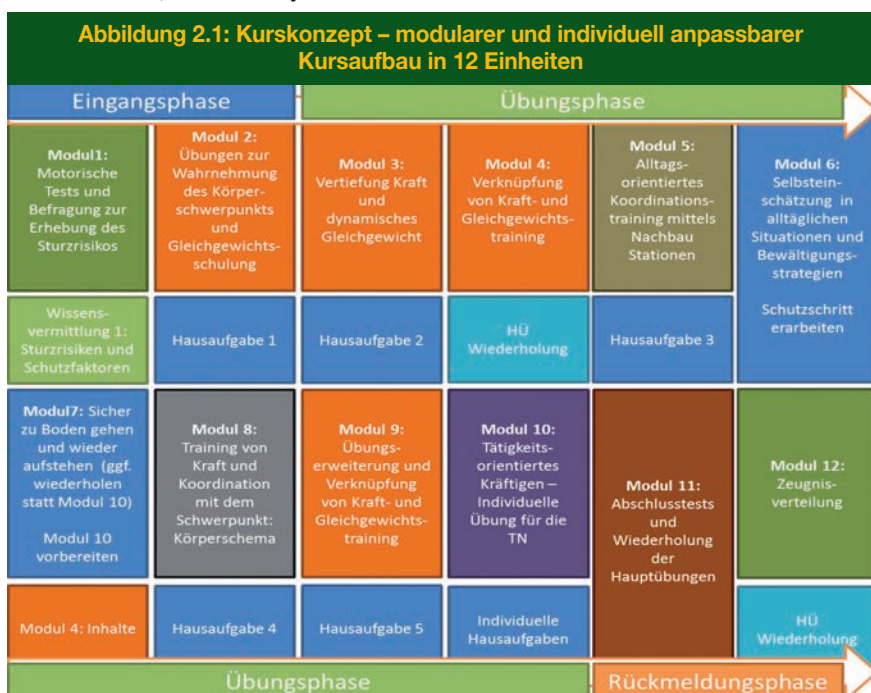 Abbildung 2.1: Kurskonzept – modularer und individuell anpassbarer
Kursaufbau in 12 Einheiten
Eingangsphase
Übungsphase
Modul1:
Motorische
Tests und
Befragung zur
Erhebung des
Sturzrisikos
Modul 2:
Übungen zur
Wahrnehmung
des Körper-
schwerpunkts
und
Gleichgewichts-
schulung
Modul 3:
Vertiefung Kraft
und
dynamisches
Gleichgewicht
Modul 4:
Verknüpfung
von Kraft- und
Gleichgewichts-
training
Modul 5:
Alltags-
orientiertes
Koordinations-
training mittels
Nachbau
Stationen
Modul 6:
Selbstein-
schätzung in
alltäglichen
Situationen und
Bewältigungs-
strategien
Schutzschritt
erarbeiten
Wissens-
vermittlung 1:
Sturzrisiken und
Schutzfaktoren
Hausaufgabe 1
Hausaufgabe 2
HÜ
Wiederholung
Hausaufgabe 3
Modul7: Sicher
zu Boden gehen
und wieder
aufstehen (ggf.
wiederholen
statt Modul 10)
Modul 10
vorbereiten
Modul 8:
Training von
Kraft und
Koordination
mit dem
Schwerpunkt:
Körperschema
Modul 9:
Übungs-
erweiterung und
Verknüpfung
von Kraft- und
Gleichgewichts-
training
Modul 10:
Tätigkeits-
orientiertes
Kräftigen –
Individuelle
Übung für die
TN
Modul 11:
Abschlusstests
und
Wiederholung
der
Hauptübungen
Modul 12:
Zeugnis-
verteilung
Modul 4: Inhalte
Hausaufgabe 4
Hausaufgabe 5
Individuelle
Hausaufgaben
HÜ
Wiederholung
Übungsphase
Rückmeldungsphase